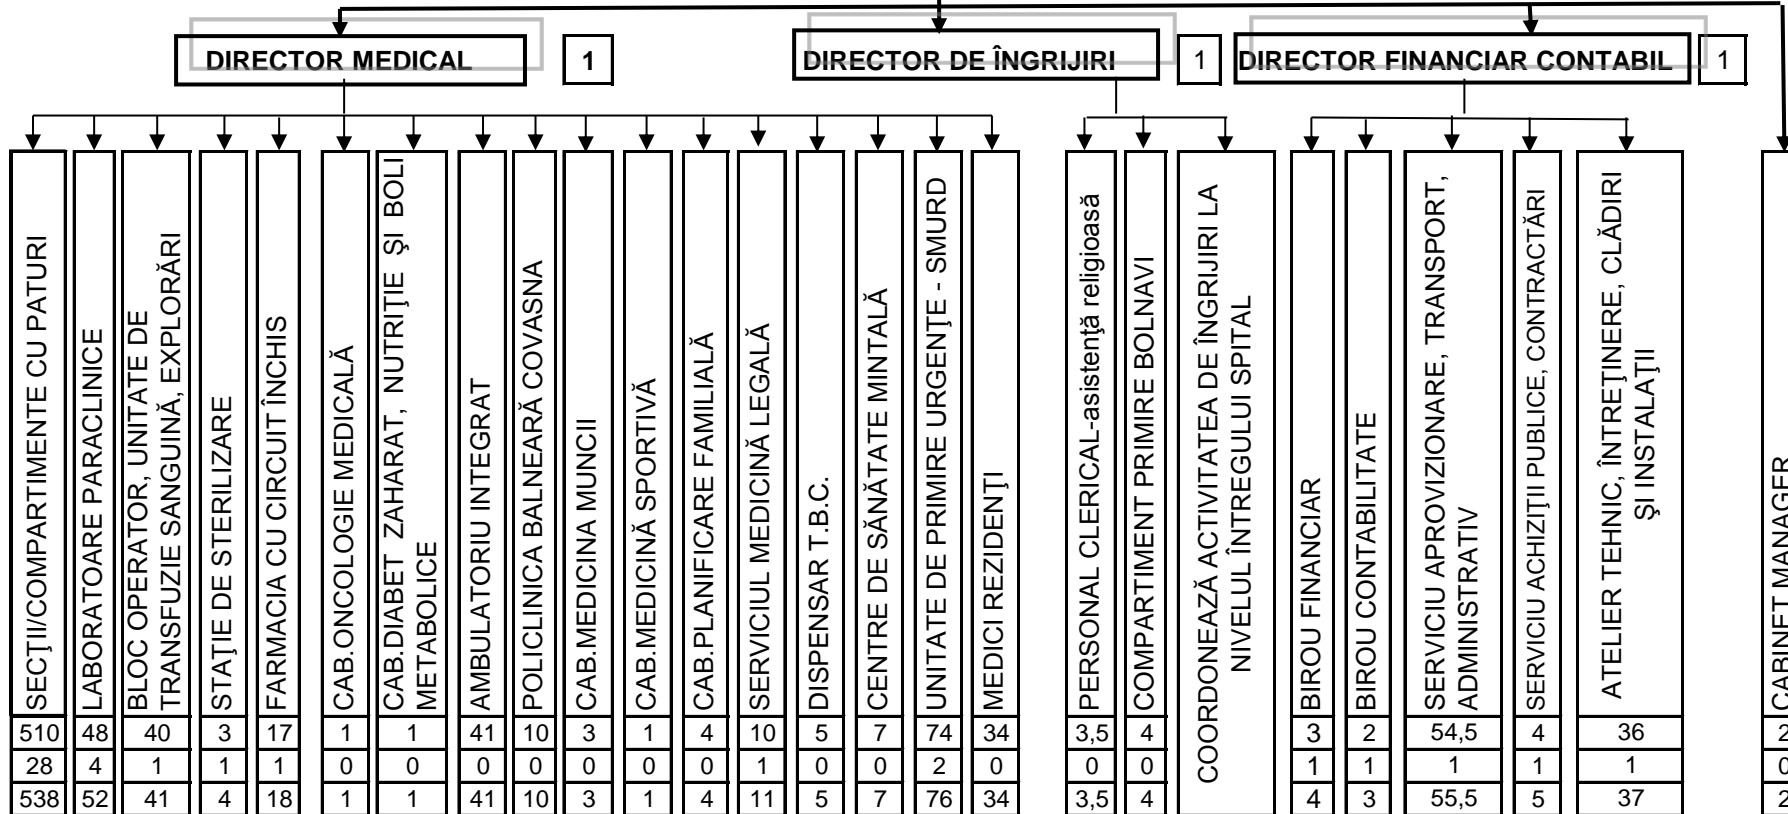 DIRECTOR MEDICAL
1
DIRECTOR DE ÎNGRIJIRI
1
DIRECTOR FINANCIAR CONTABIL
1
SECŢII/COMPARTIMENTE CU PATURI
510
28
538
LABORATOARE PARACLINICE
48
4
52
BLOC OPERATOR, UNITATE DE
TRANSFUZIE SANGUINĂ, EXPLORĂRI
40
1
41
STAŢIE DE STERILIZARE
3
1
4
FARMACIA CU CIRCUIT ÎNCHIS
17
1
18
CAB.ONCOLOGIE MEDICALĂ
1
0
1
CAB.DIABET ZAHARAT, NUTRIŢIE ŞI BOLI
METABOLICE
1
0
1
AMBULATORIU INTEGRAT
41
0
41
POLICLINICA BALNEARĂ COVASNA
10
0
10
CAB.MEDICINA MUNCII
3
0
3
CAB.MEDICINĂ SPORTIVĂ
1
0
1
CAB.PLANIFICARE FAMILIALĂ
4
0
4
SERVICIUL MEDICINĂ LEGALĂ
10
1
11
DISPENSAR T.B.C.
5
0
5
CENTRE DE SĂNĂTATE MINTALĂ
7
0
7
UNITATE DE PRIMIRE URGENŢE - SMURD
74
2
76
MEDICI REZIDENŢI
34
0
34
PERSONAL CLERICAL-asistenţă religioasă
3,5
0
3,5
COMPARTIMENT PRIMIRE BOLNAVI
4
0
4
COORDONEAZĂ ACTIVITATEA DE ÎNGRIJIRI LA
NIVELUL ÎNTREGULUI SPITAL
BIROU FINANCIAR
3
1
4
BIROU CONTABILITATE
2
1
3
SERVICIU APROVIZIONARE, TRANSPORT,
ADMINISTRATIV
54,5
1
55,5
SERVICIU ACHIZIŢII PUBLICE, CONTRACTĂRI
4
1
5
ATELIER TEHNIC, ÎNTREŢINERE, CLĂDIRI
ŞI INSTALAŢII
36
1
37
CABINET MANAGER
2
0
2